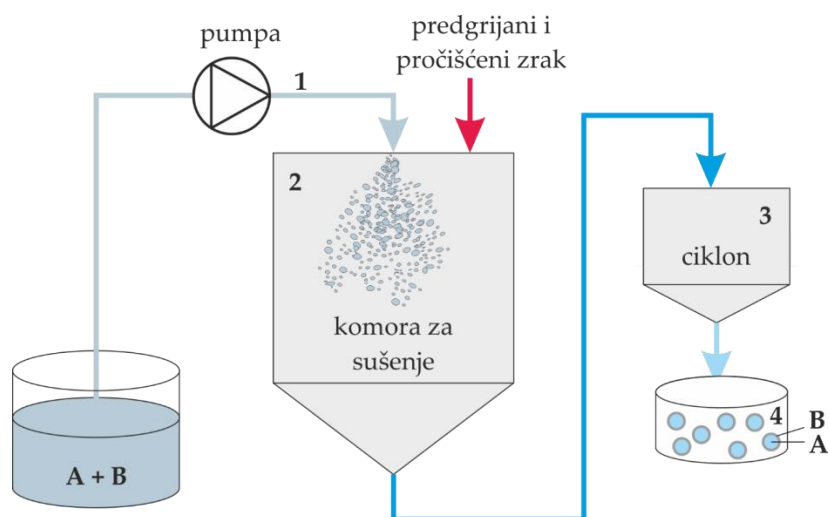 pumpa
predgrijani i
pročišćeni zrak
1
2
3
ciklon
komora za
sušenje
4
B
A
A + B